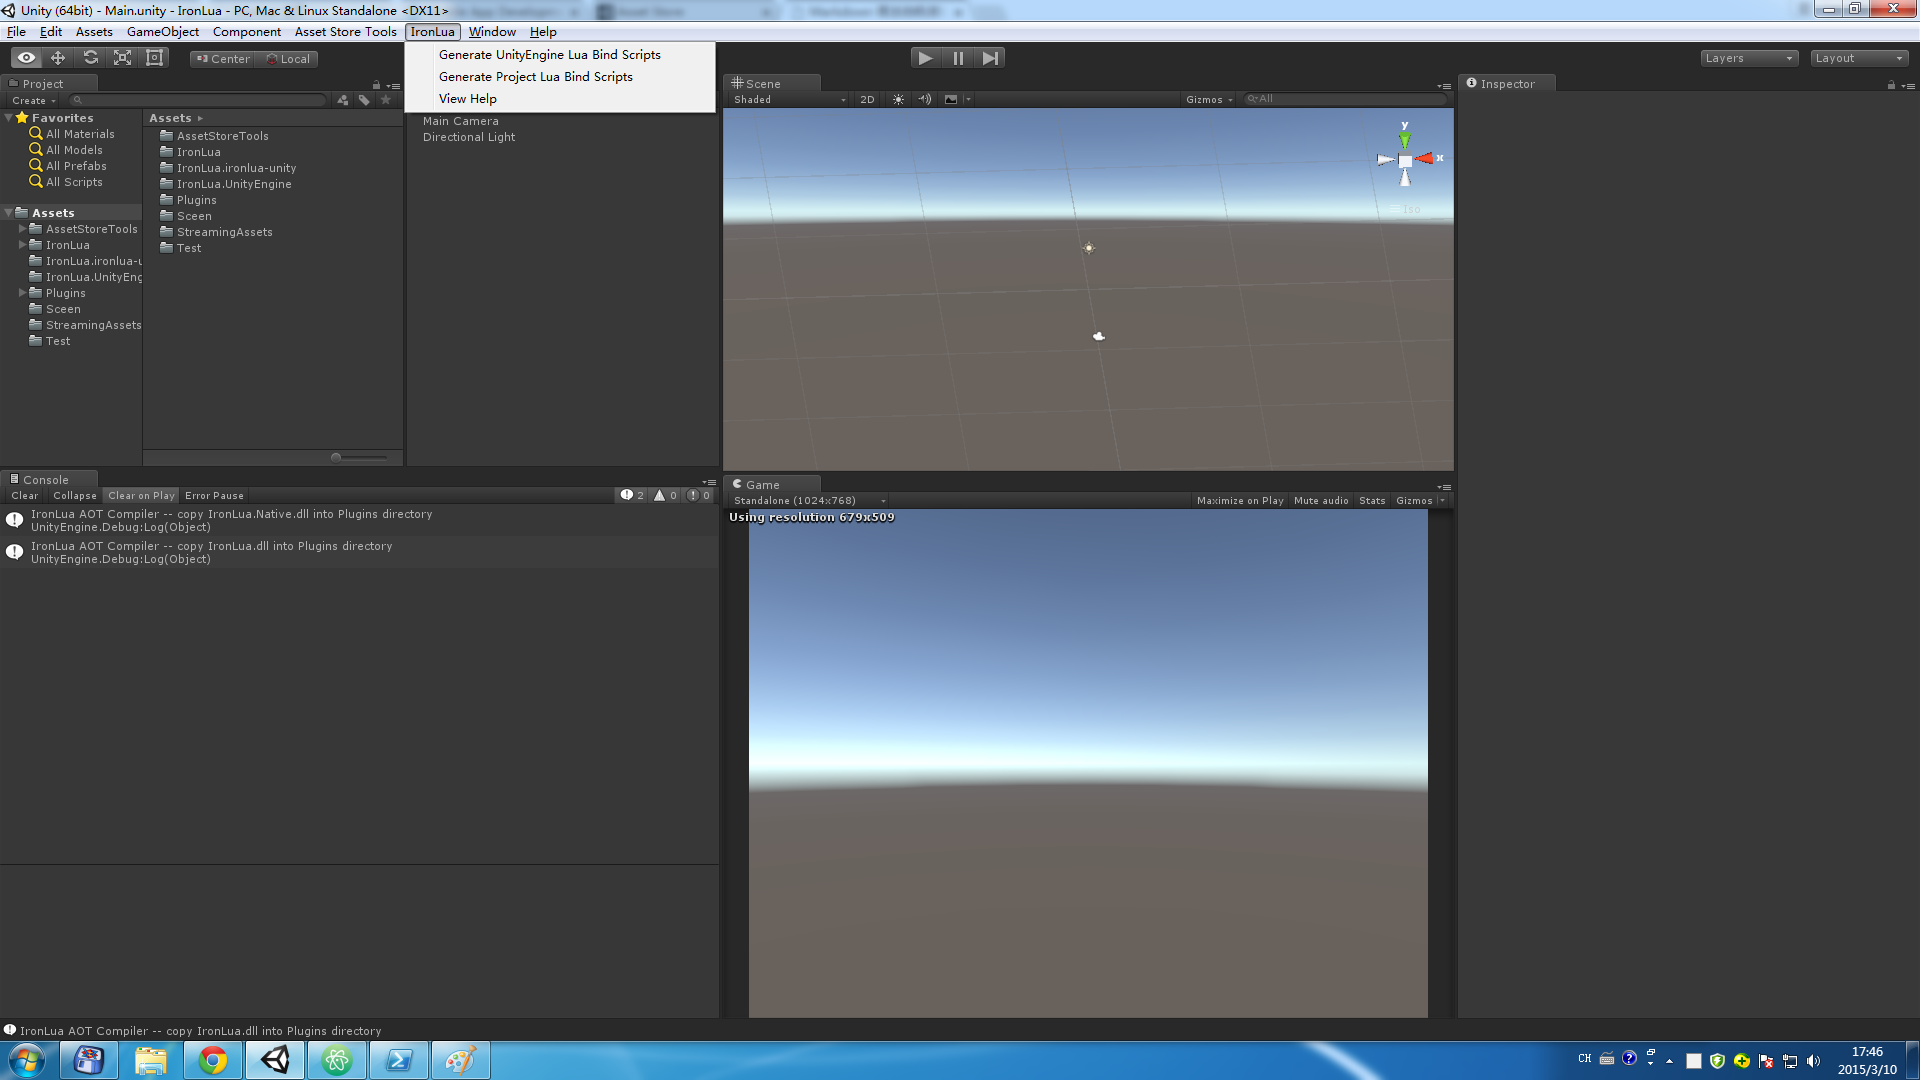 Unity (64bit) - Main.unity - IronLua - PC, Mac & Linux Standalone <DX11>
File Edit Assets GameObject Component Asset Store Tools IronLua Window Help
Generate UnityEngine Lua Bind Scripts
Generate Project Lua Bind Scripts
View Help
Center Local
Layers Layout
Project
Create
Favorites
All Materials
All Models
All Prefabs
All Scripts
Assets
AssetStoreTools
IronLua
IronLua.ironlua-u
IronLua.UnityEng
Plugins
Sceen
StreamingAssets
Test
Assets
AssetStoreTools
IronLua
IronLua.ironlua-unity
IronLua.UnityEngine
Plugins
Sceen
StreamingAssets
Test
Main Camera
Directional Light
Scene
Shaded 2D Gizmos All
y
x
Iso
Inspector
Console
Clear Collapse Clear on Play Error Pause 2 0 0
IronLua AOT Compiler -- copy IronLua.Native.dll into Plugins directory
UnityEngine.Debug:Log(Object)
IronLua AOT Compiler -- copy IronLua.dll into Plugins directory
UnityEngine.Debug:Log(Object)
Game
Standalone (1024x768) Maximize on Play Mute audio Stats Gizmos
Using resolution 679x509
IronLua AOT Compiler -- copy IronLua.dll into Plugins directory
CH
17:46
2015/3/10